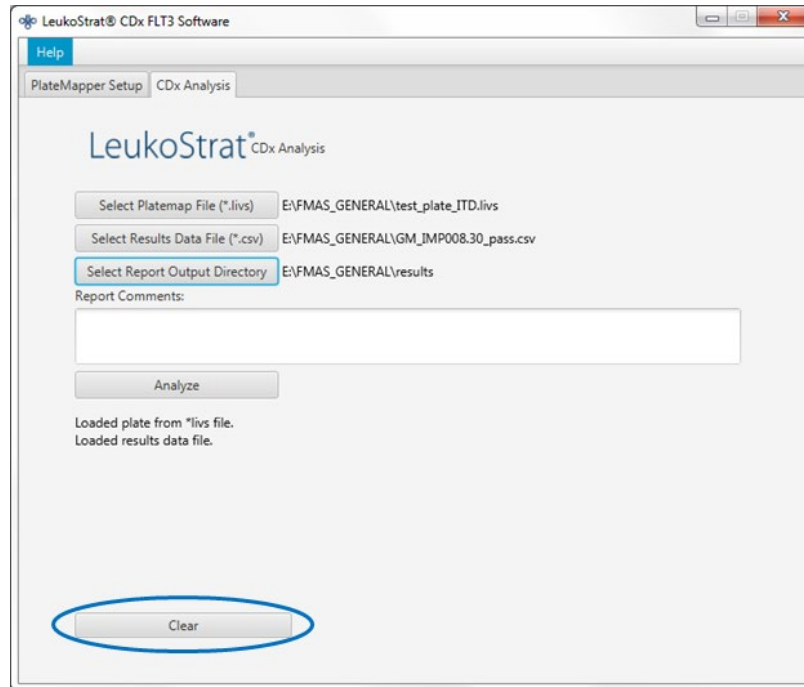 LeukoStrat® CDx FLT3 Software
Help
PlateMapper Setup CDx Analysis
LeukoStrat® CDx Analysis
Select Platemap File (*.livs) E:\FMAS_GENERAL\test_plate_ITD.livs
Select Results Data File (*.csv) E:\FMAS_GENERAL\GM_IMP008.30_pass.csv
Select Report Output Directory E:\FMAS_GENERAL\results
Report Comments:
Analyze
Loaded plate from *livs file.
Loaded results data file.
Clear